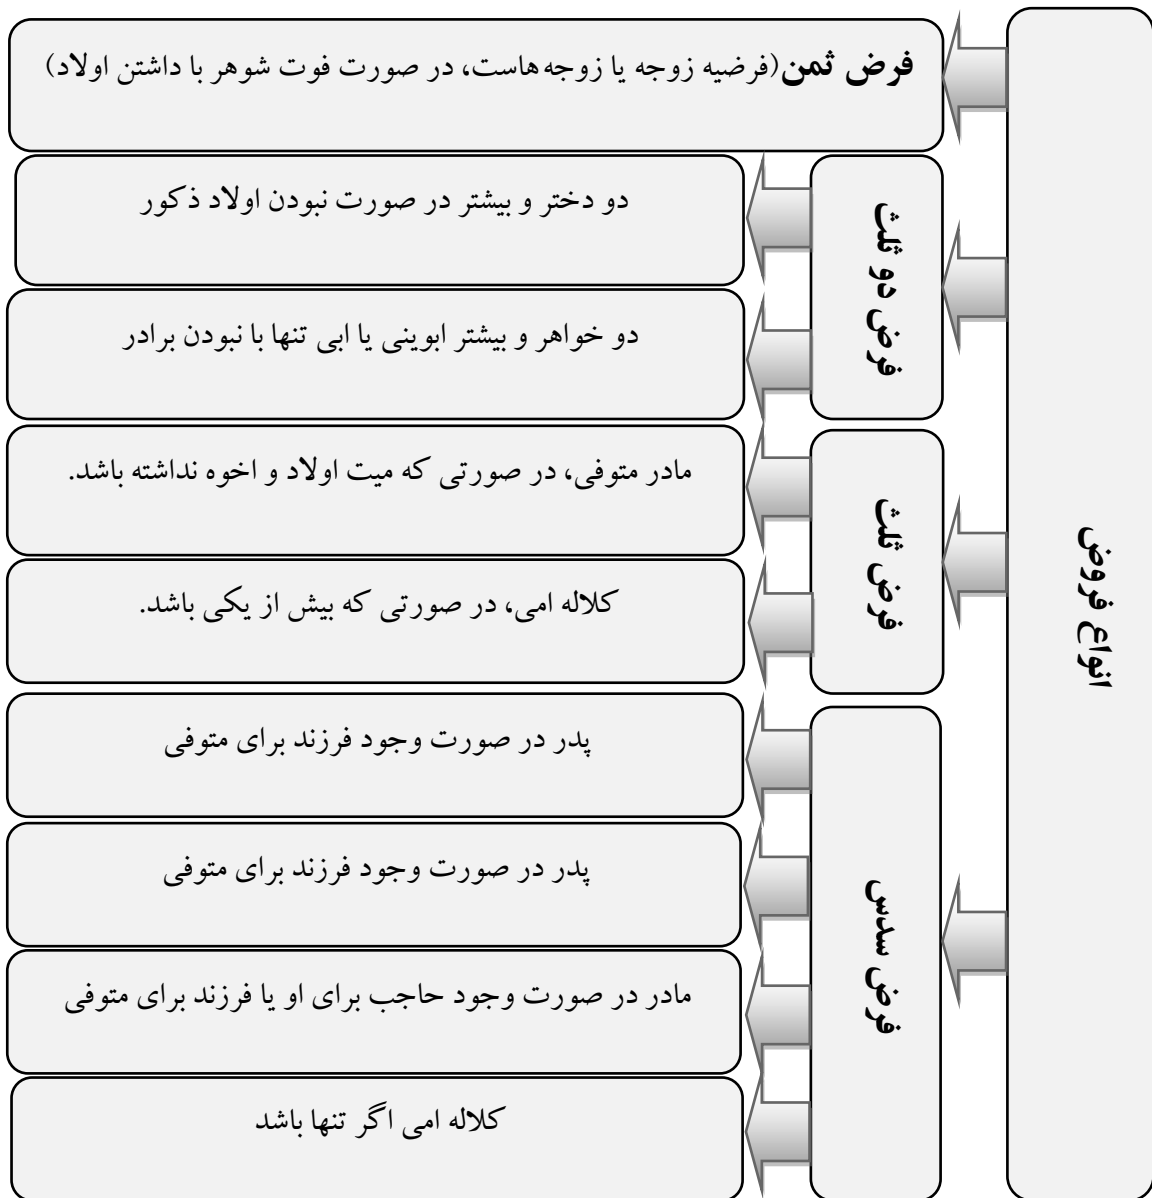 انواع فروض
فرض ثمن(فرضیه زوجه یا زوجه‌هاست، در صورت فوت شوهر با داشتن اولاد)
فرض دو ثلث
دو دختر و بیشتر در صورت نبودن اولاد ذکور
دو خواهر و بیشتر ابوینی یا ابی تنها با نبودن برادر
فرض ثلث
مادر متوفی، در صورتی که میت اولاد و اخوه نداشته باشد.
کلاله امی، در صورتی که بیش از یکی باشد.
فرض سدس
پدر در صورت وجود فرزند برای متوفی
پدر در صورت وجود فرزند برای متوفی
مادر در صورت وجود حاجب برای او یا فرزند برای متوفی
کلاله امی اگر تنها باشد